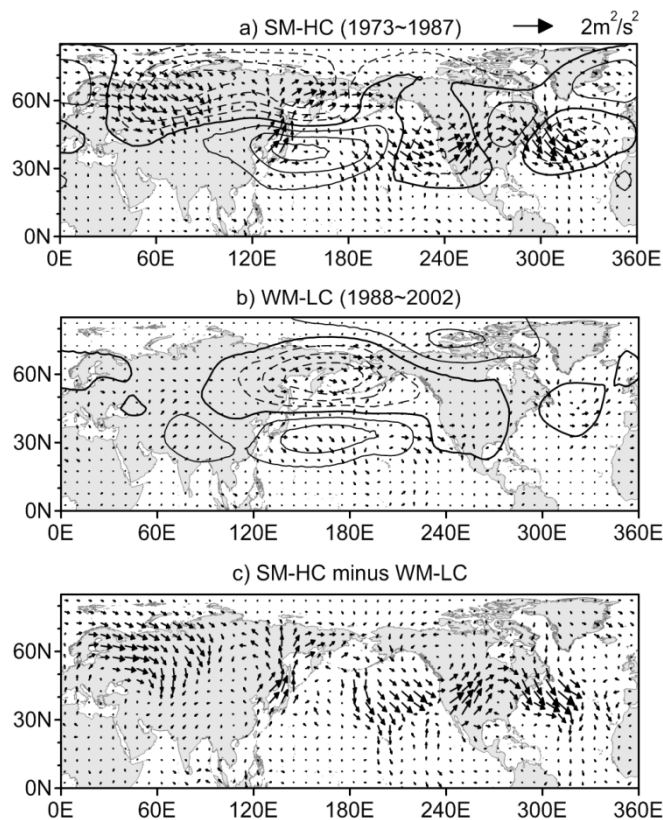 a) SM-HC (1973~1987) 2m²/s²
60N
30N
0N
0E 60E 120E 180E 240E 300E 360E
b) WM-LC (1988~2002)
60N
30N
0N
0E 60E 120E 180E 240E 300E 360E
c) SM-HC minus WM-LC
60N
30N
0N
0E 60E 120E 180E 240E 300E 360E